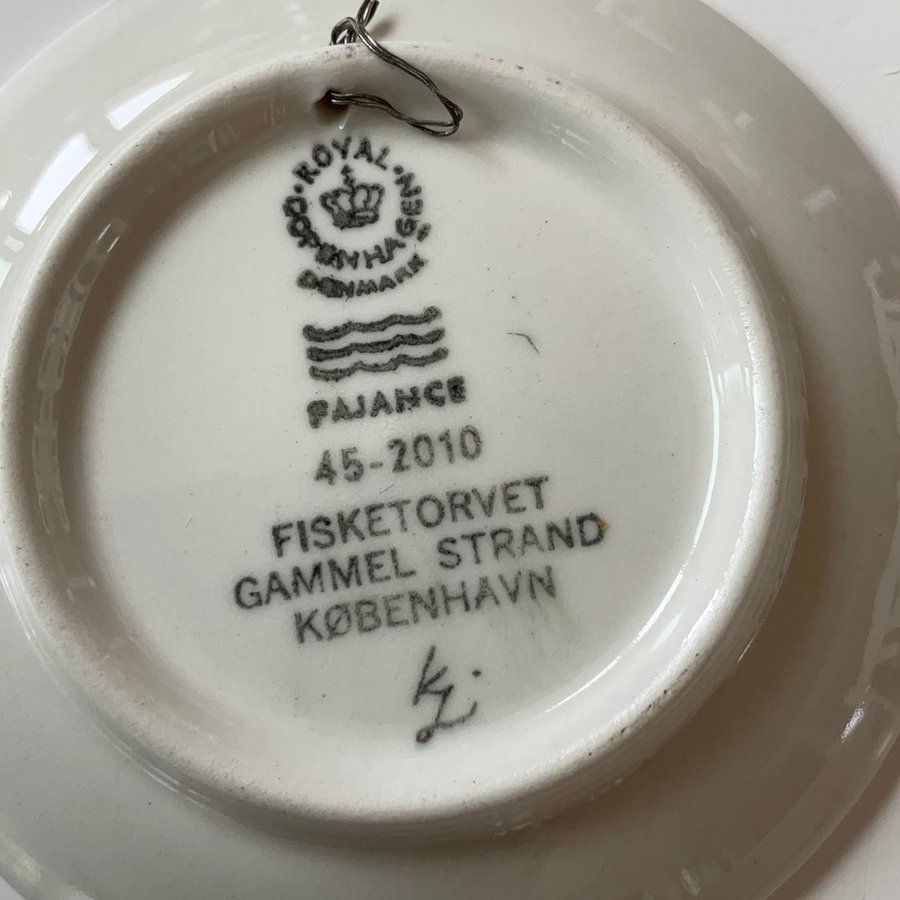 ROYAL
COPENHAGEN
DENMARK
FAJANCE
45-2010
FISKETORVET
GAMMEL STRAND
KØBENHAVN